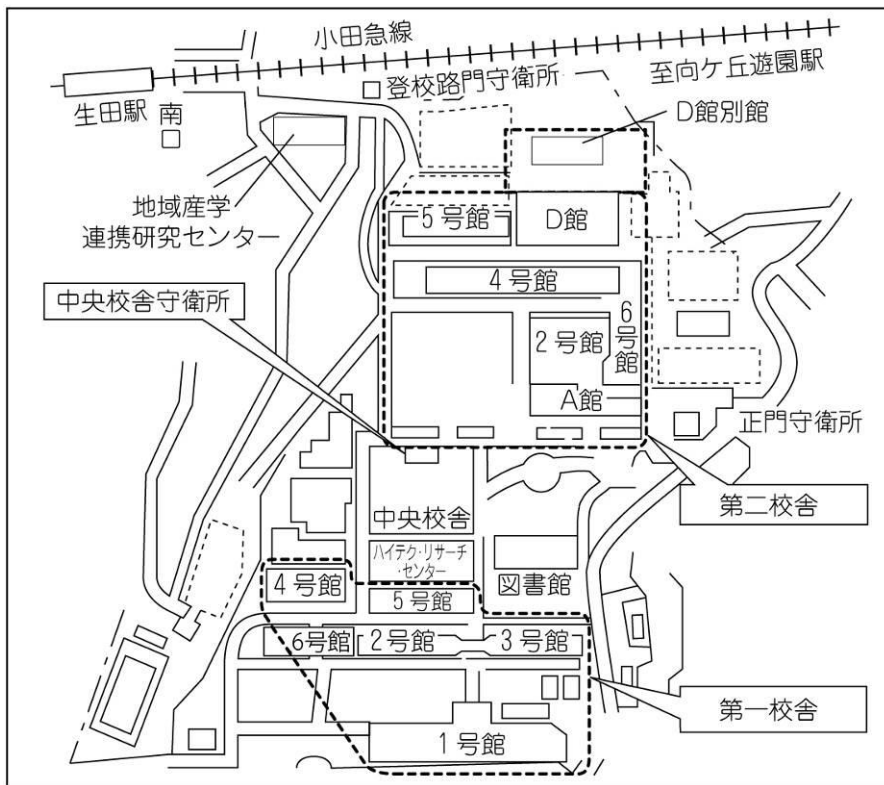 小田急線
生田駅
南
登校路門守衛所
至向ケ丘遊園駅
D館別館
地域産学
連携研究センター
5号館
D館
4号館
中央校舎守衛所
2号館
6号館
A館
正門守衛所
第二校舎
中央校舎
ハイテク・リサーチ
・センター
図書館
4号館
5号館
6号館
2号館
3号館
第一校舎
1号館